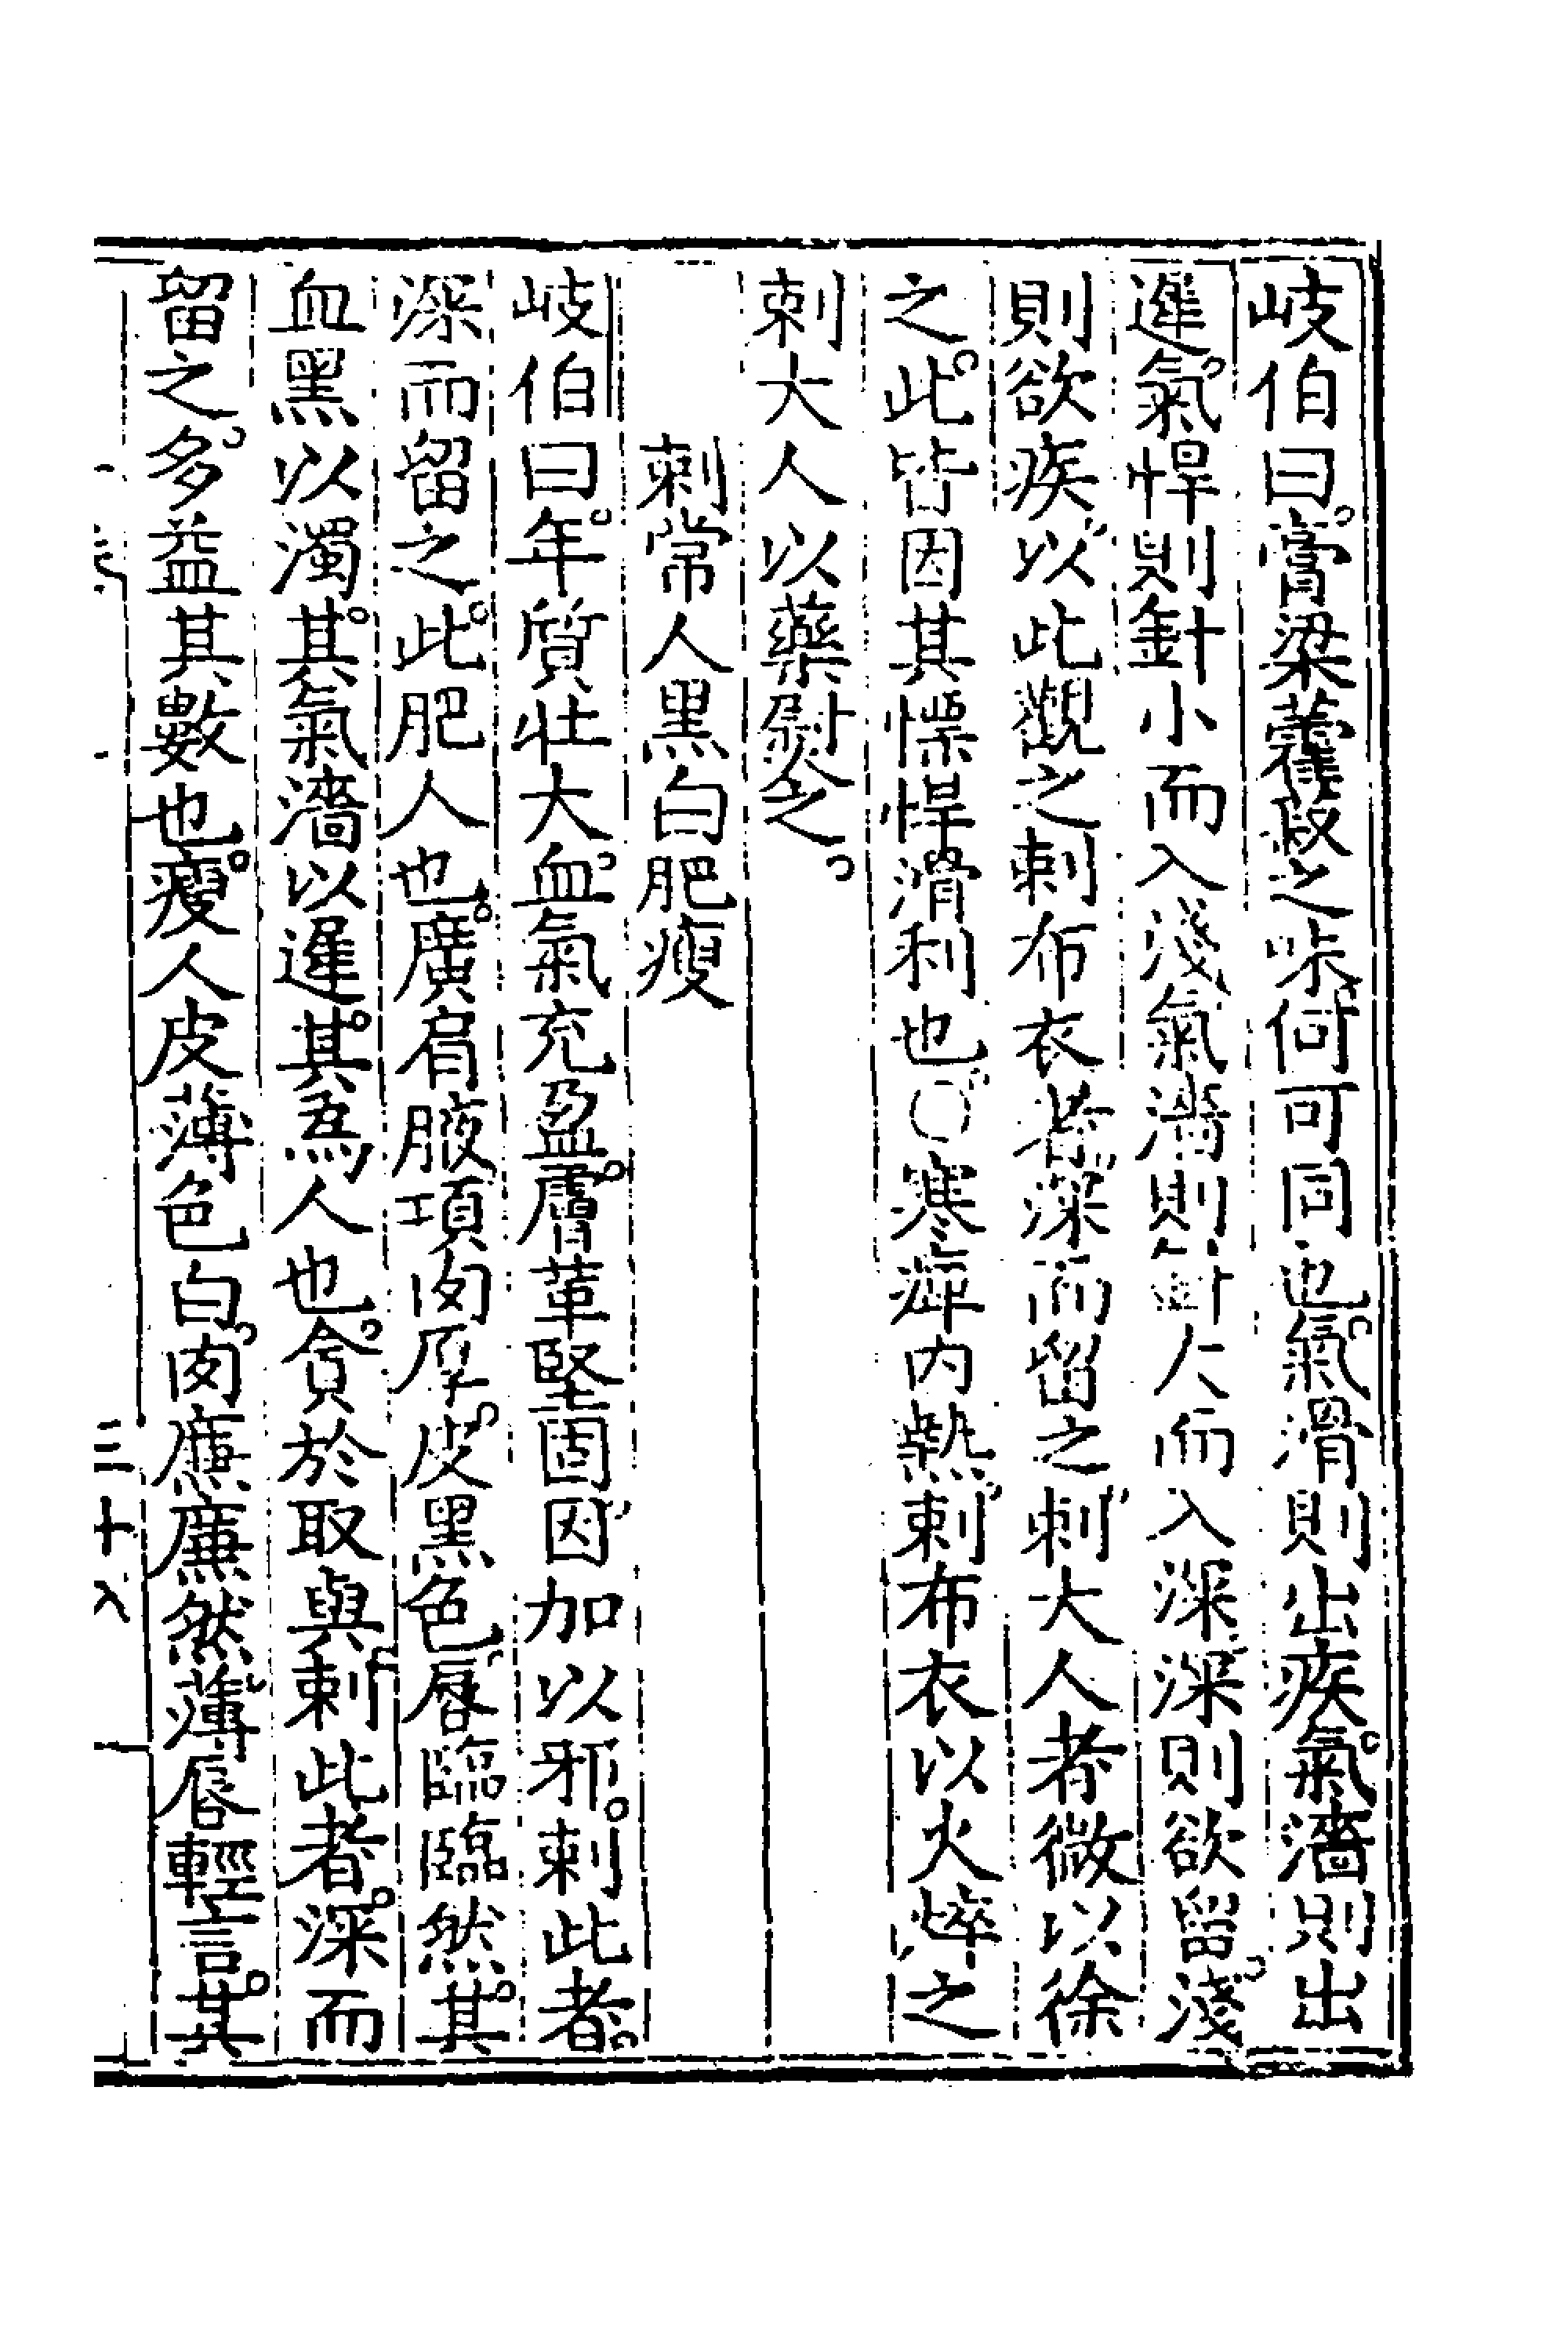 岐伯曰。膏粱藿菽之味。何可同也。氣滑則出疾。氣濇則出
遲。氣悍則針小而入淺。氣濇則針大而入深。深則欲留。淺
則欲疾。以此觀之。刺布衣者。深而留之。刺大人者。微以徐
之。此皆因其慓悍滑利也。〇寒痺内熱。刺布衣以火焠之
刺大人以藥熨之。
刺常人黑白肥瘦
岐伯曰。年質壯大。血氣充盈。膚革堅固。因加以邪。刺此者。
深而留之。此肥人也。廣肩腋項。肉厚。皮黑色。唇臨臨然。其
血黑以濁。其氣濇以遲。其爲人也。貪於取與。刺此者。深而
留之。多益其數也。瘦人皮薄色白。肉廉廉然。薄唇輕言。其
三十八